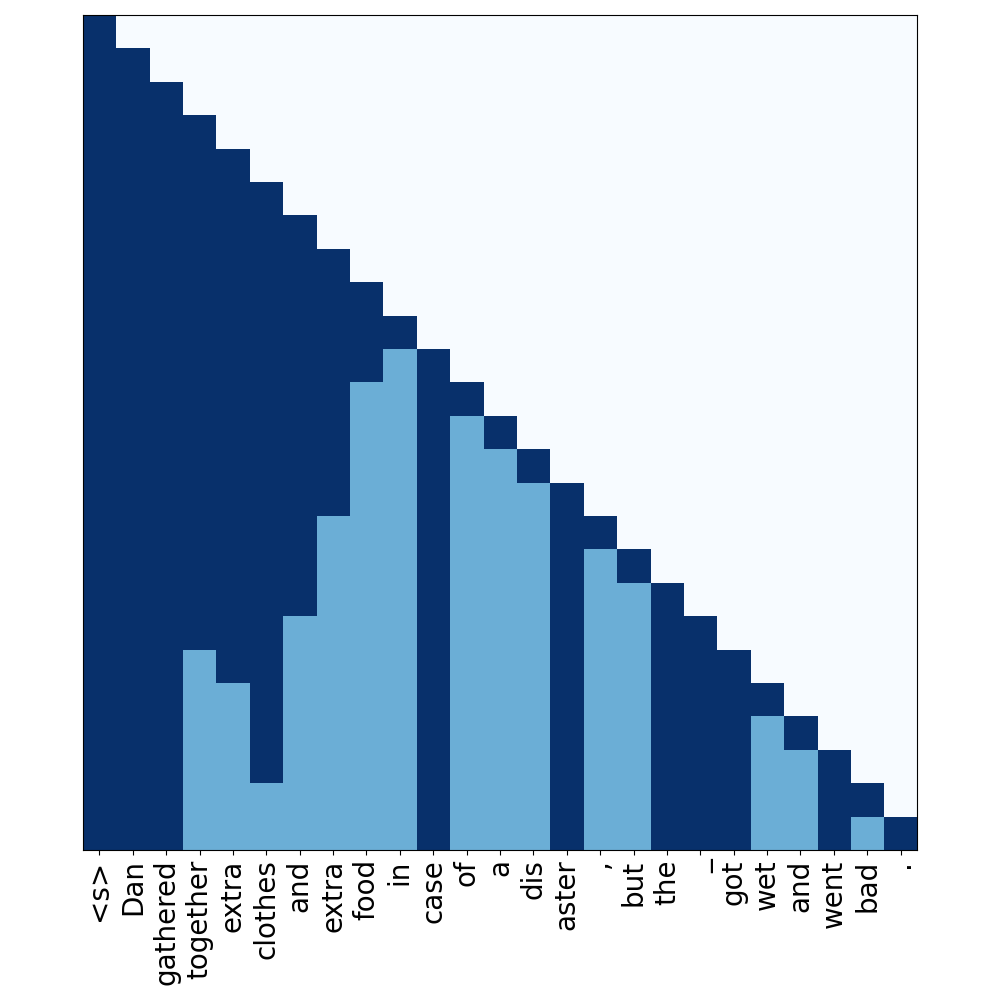 <s> Dan gathered together extra clothes and extra food in case of a dis aster , but the _ got wet and went bad .